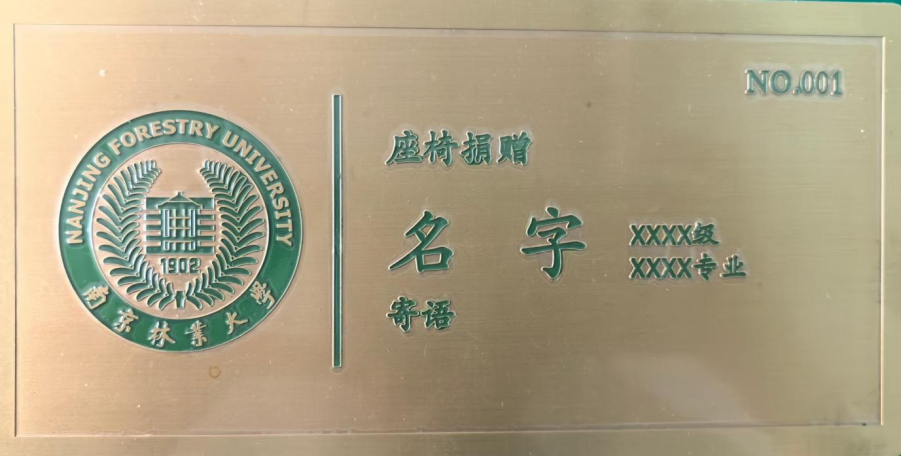 NO.001
NANJING FORESTRY UNIVERSITY
1902
南京林业大学
座椅捐赠
名 字
XXXX级
XXXX专业
寄语